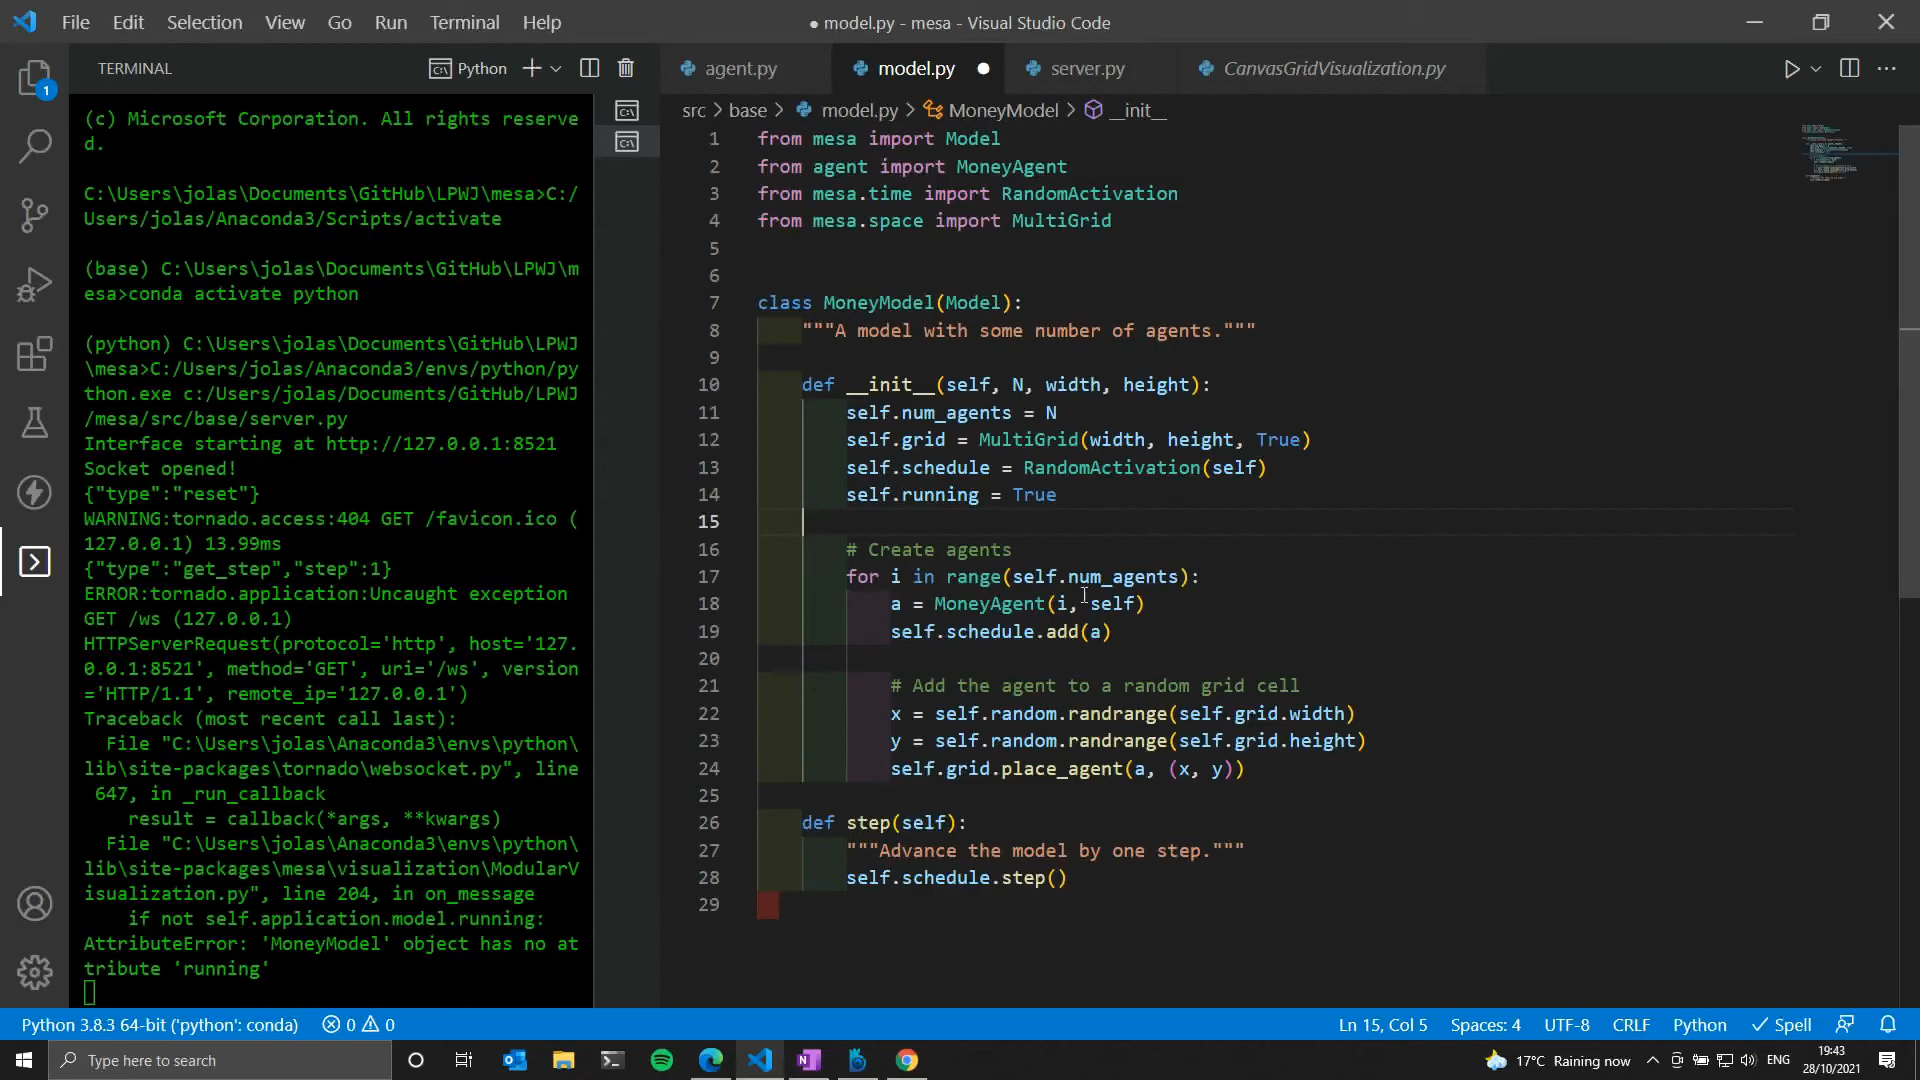 File Edit Selection View Go Run Terminal Help
● model.py - mesa - Visual Studio Code
TERMINAL
Python
agent.py
model.py
server.py
CanvasGridVisualization.py
src > base > model.py > MoneyModel > __init__
1
(c) Microsoft Corporation. All rights reserve
d.
C:\Users\jolas\Documents\GitHub\LPWJ\mesa>C:/
Users/jolas/Anaconda3/Scripts/activate
(base) C:\Users\jolas\Documents\GitHub\LPWJ\m
esa>conda activate python
(python) C:\Users\jolas\Documents\GitHub\LPWJ
\mesa>C:/Users/jolas/Anaconda3/envs/python/py
thon.exe c:/Users/jolas/Documents/GitHub/LPWJ
/mesa/src/base/server.py
Interface starting at http://127.0.0.1:8521
Socket opened!
{"type":"reset"}
WARNING:tornado.access:404 GET /favicon.ico (
127.0.0.1) 13.99ms
{"type":"get_step","step":1}
ERROR:tornado.application:Uncaught exception
GET /ws (127.0.0.1)
HTTPServerRequest(protocol='http', host='127.
0.0.1:8521', method='GET', uri='/ws', version
='HTTP/1.1', remote_ip='127.0.0.1')
Traceback (most recent call last):
  File "C:\Users\jolas\Anaconda3\envs\python\
lib\site-packages\tornado\websocket.py", line
 647, in _run_callback
    result = callback(*args, **kwargs)
  File "C:\Users\jolas\Anaconda3\envs\python\
lib\site-packages\mesa\visualization\ModularV
isualization.py", line 204, in on_message
    if not self.application.model.running:
AttributeError: 'MoneyModel' object has no at
tribute 'running'
1 from mesa import Model
2 from agent import MoneyAgent
3 from mesa.time import RandomActivation
4 from mesa.space import MultiGrid
5
6
7 class MoneyModel(Model):
8     """A model with some number of agents."""
9
10     def __init__(self, N, width, height):
11         self.num_agents = N
12         self.grid = MultiGrid(width, height, True)
13         self.schedule = RandomActivation(self)
14         self.running = True
15
16         # Create agents
17         for i in range(self.num_agents):
18             a = MoneyAgent(i, self)
19             self.schedule.add(a)
20
21             # Add the agent to a random grid cell
22             x = self.random.randrange(self.grid.width)
23             y = self.random.randrange(self.grid.height)
24             self.grid.place_agent(a, (x, y))
25
26     def step(self):
27         """Advance the model by one step."""
28         self.schedule.step()
29
Python 3.8.3 64-bit ('python': conda) 0 0
Ln 15, Col 5 Spaces: 4 UTF-8 CRLF Python Spell
Type here to search
17°C Raining now
ENG
19:43
28/10/2021